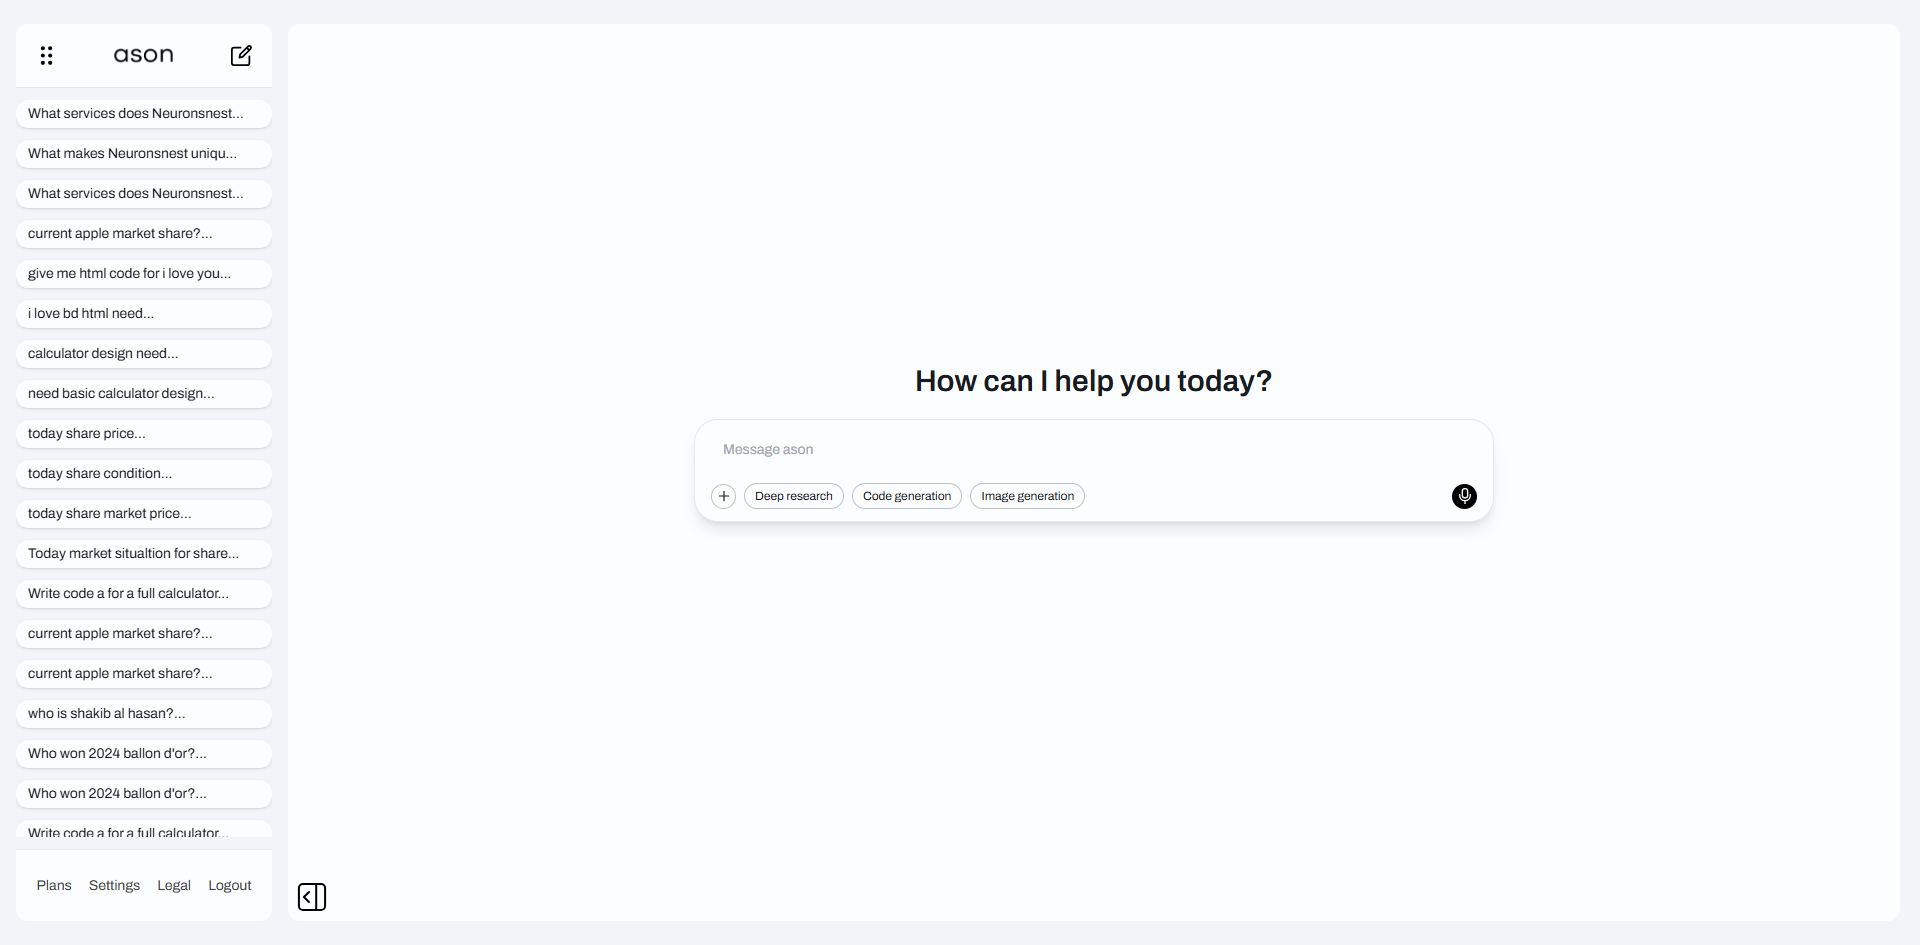 ason
What services does Neuronsnest...
What makes Neuronsnest uniqu...
What services does Neuronsnest...
current apple market share?...
give me html code for i love you...
i love bd html need...
calculator design need...
need basic calculator design...
today share price...
today share condition...
today share market price...
Today market situaltion for share...
Write code a for a full calculator...
current apple market share?...
current apple market share?...
who is shakib al hasan?...
Who won 2024 ballon d'or?...
Who won 2024 ballon d'or?...
Write code a for a full calculator...
Plans Settings Legal Logout
How can I help you today?
Message ason
Deep research Code generation Image generation